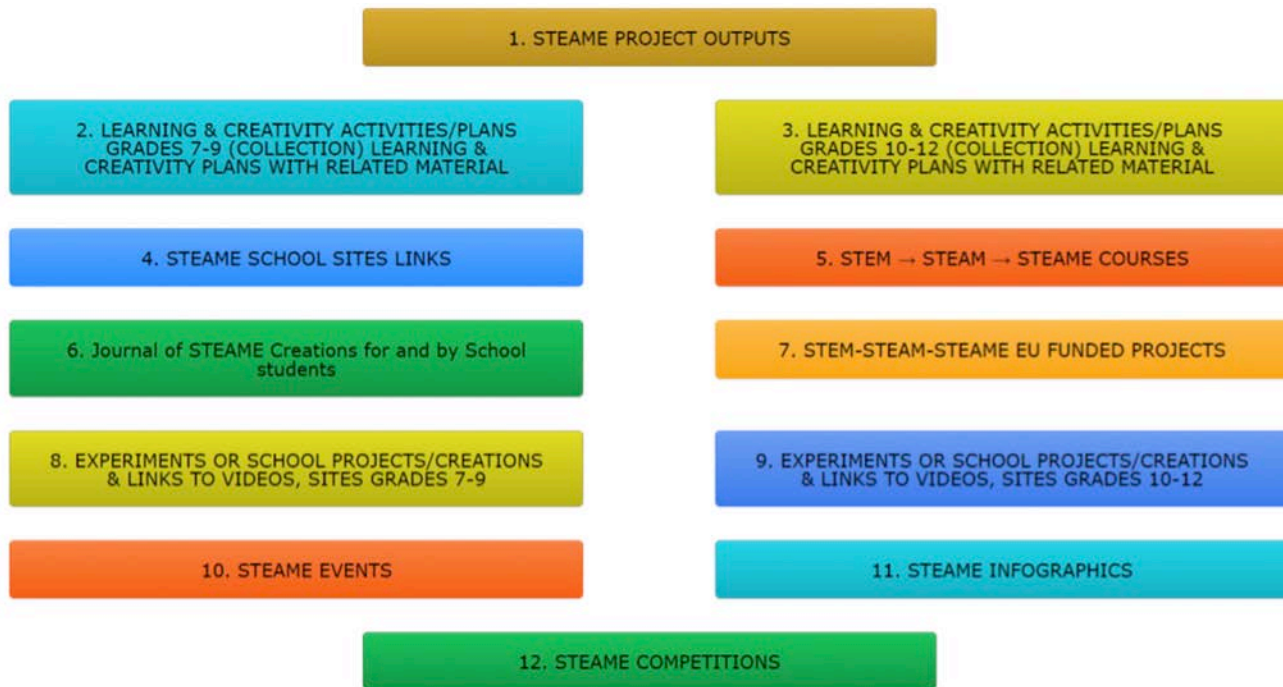 1. STEAME PROJECT OUTPUTS
2. LEARNING & CREATIVITY ACTIVITIES/PLANS
GRADES 7-9 (COLLECTION) LEARNING &
CREATIVITY PLANS WITH RELATED MATERIAL
3. LEARNING & CREATIVITY ACTIVITIES/PLANS
GRADES 10-12 (COLLECTION) LEARNING &
CREATIVITY PLANS WITH RELATED MATERIAL
4. STEAME SCHOOL SITES LINKS
5. STEM → STEAM → STEAME COURSES
6. Journal of STEAME Creations for and by School
students
7. STEM-STEAM-STEAME EU FUNDED PROJECTS
8. EXPERIMENTS OR SCHOOL PROJECTS/CREATIONS
& LINKS TO VIDEOS, SITES GRADES 7-9
9. EXPERIMENTS OR SCHOOL PROJECTS/CREATIONS
& LINKS TO VIDEOS, SITES GRADES 10-12
10. STEAME EVENTS
11. STEAME INFOGRAPHICS
12. STEAME COMPETITIONS